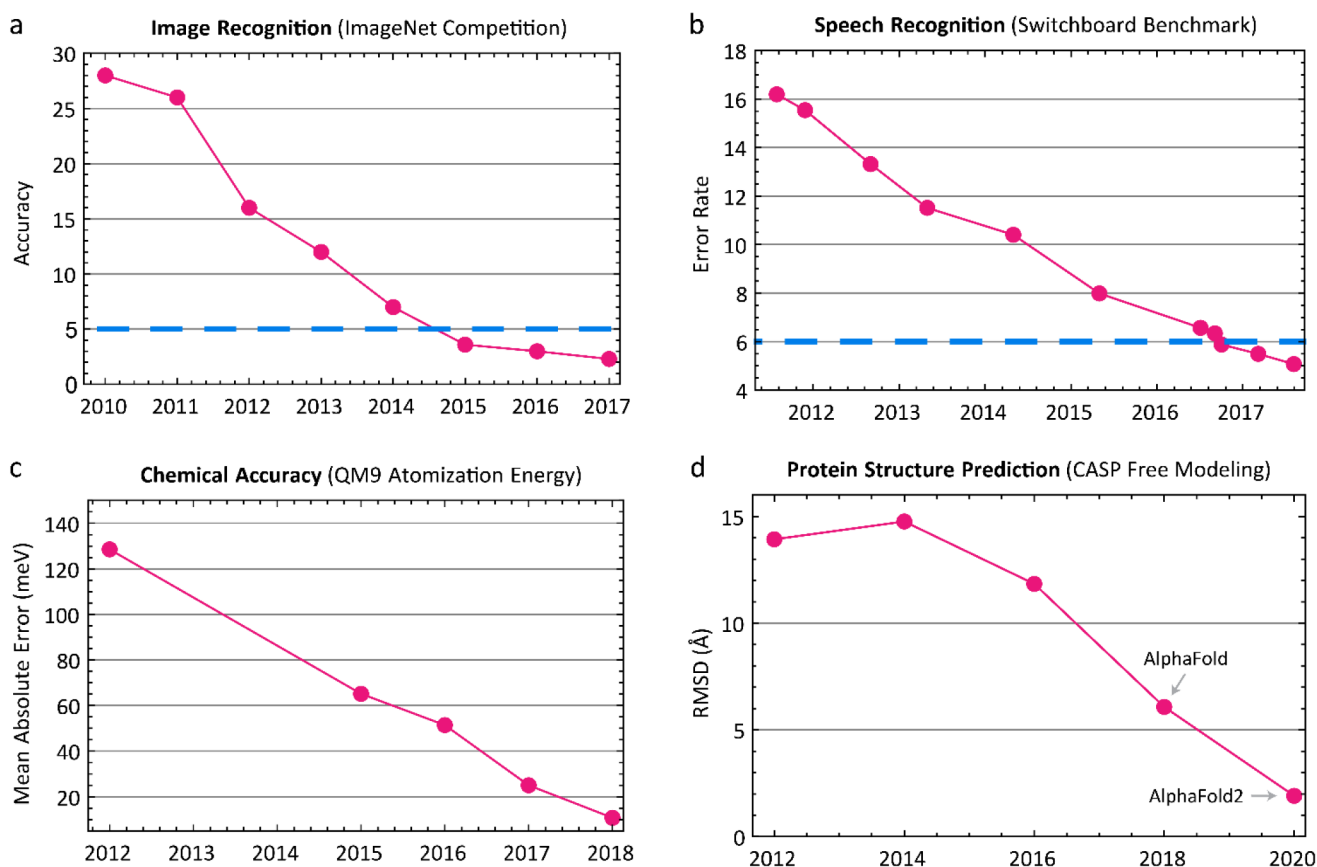 a
Image Recognition (ImageNet Competition)
Accuracy
30
25
20
15
10
5
0
2010 2011 2012 2013 2014 2015 2016 2017
b
Speech Recognition (Switchboard Benchmark)
Error Rate
18
16
14
12
10
8
6
4
2012 2013 2014 2015 2016 2017
c
Chemical Accuracy (QM9 Atomization Energy)
Mean Absolute Error (meV)
140
120
100
80
60
40
20
2012 2013 2014 2015 2016 2017 2018
d
Protein Structure Prediction (CASP Free Modeling)
RMSD (Å)
15
10
5
0
AlphaFold
AlphaFold2
2012 2014 2016 2018 2020